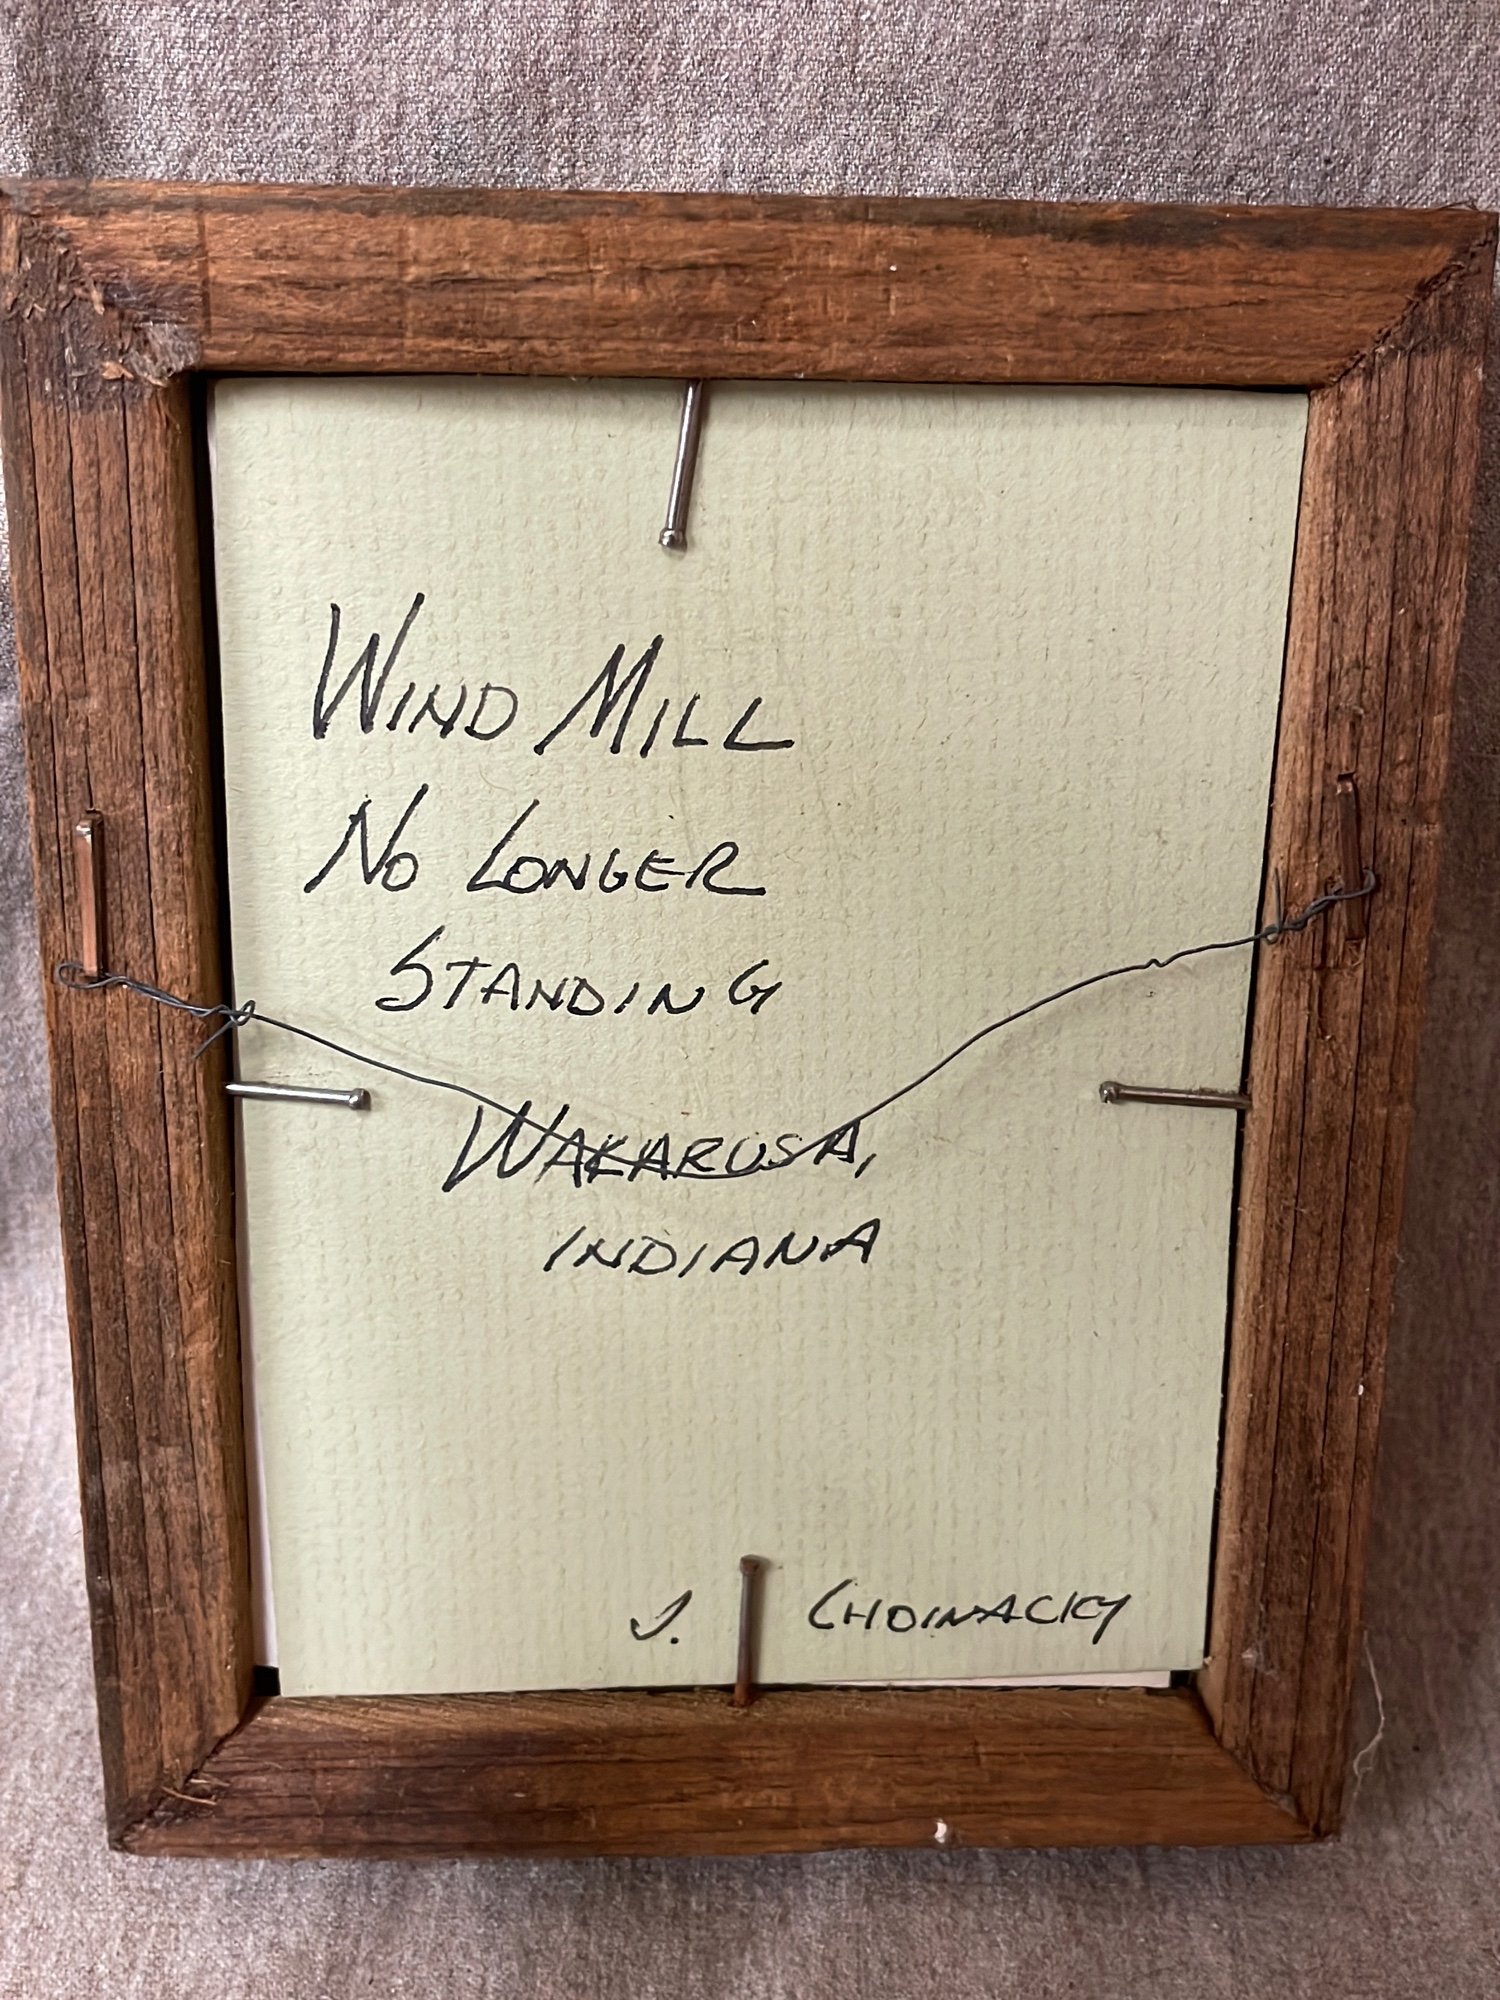 WIND MILL
NO LONGER
STANDING
WAKARUSA,
INDIANA
J. CHOINACKY